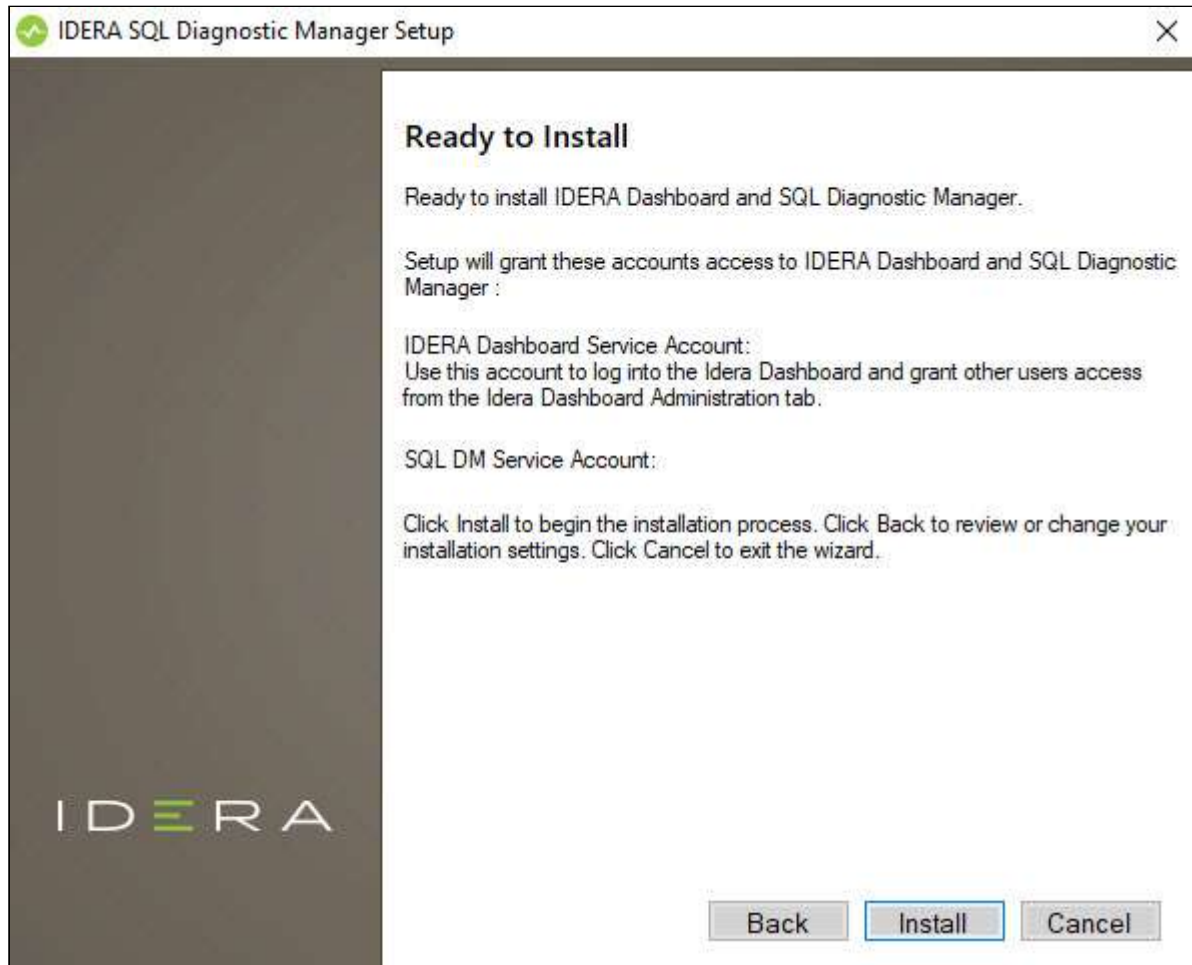 IDERA SQL Diagnostic Manager Setup
Ready to Install
Ready to install IDERA Dashboard and SQL Diagnostic Manager.
Setup will grant these accounts access to IDERA Dashboard and SQL Diagnostic
Manager :
IDERA Dashboard Service Account:
Use this account to log into the Idera Dashboard and grant other users access
from the Idera Dashboard Administration tab.
SQL DM Service Account:
Click Install to begin the installation process. Click Back to review or change your
installation settings. Click Cancel to exit the wizard.
IDERA
Back Install Cancel